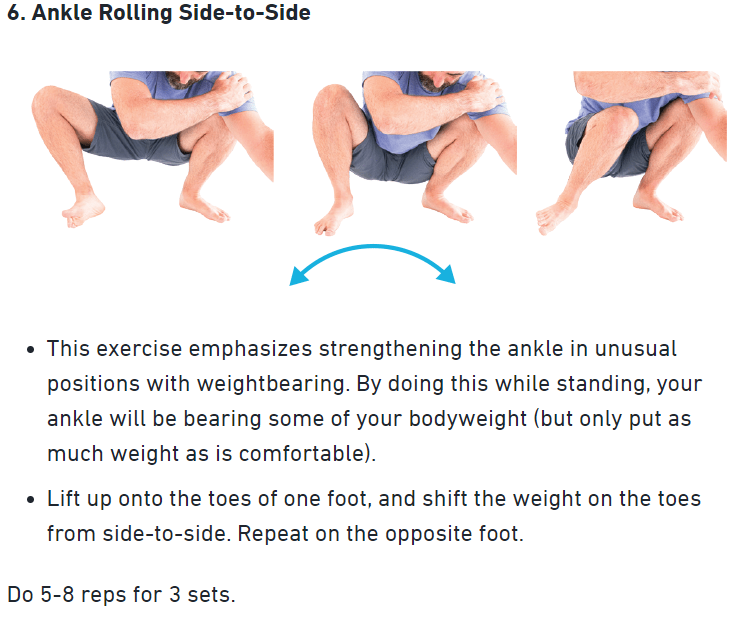 6. Ankle Rolling Side-to-Side
• This exercise emphasizes strengthening the ankle in unusual
positions with weightbearing. By doing this while standing, your
ankle will be bearing some of your bodyweight (but only put as
much weight as is comfortable).
• Lift up onto the toes of one foot, and shift the weight on the toes
from side-to-side. Repeat on the opposite foot.
Do 5-8 reps for 3 sets.